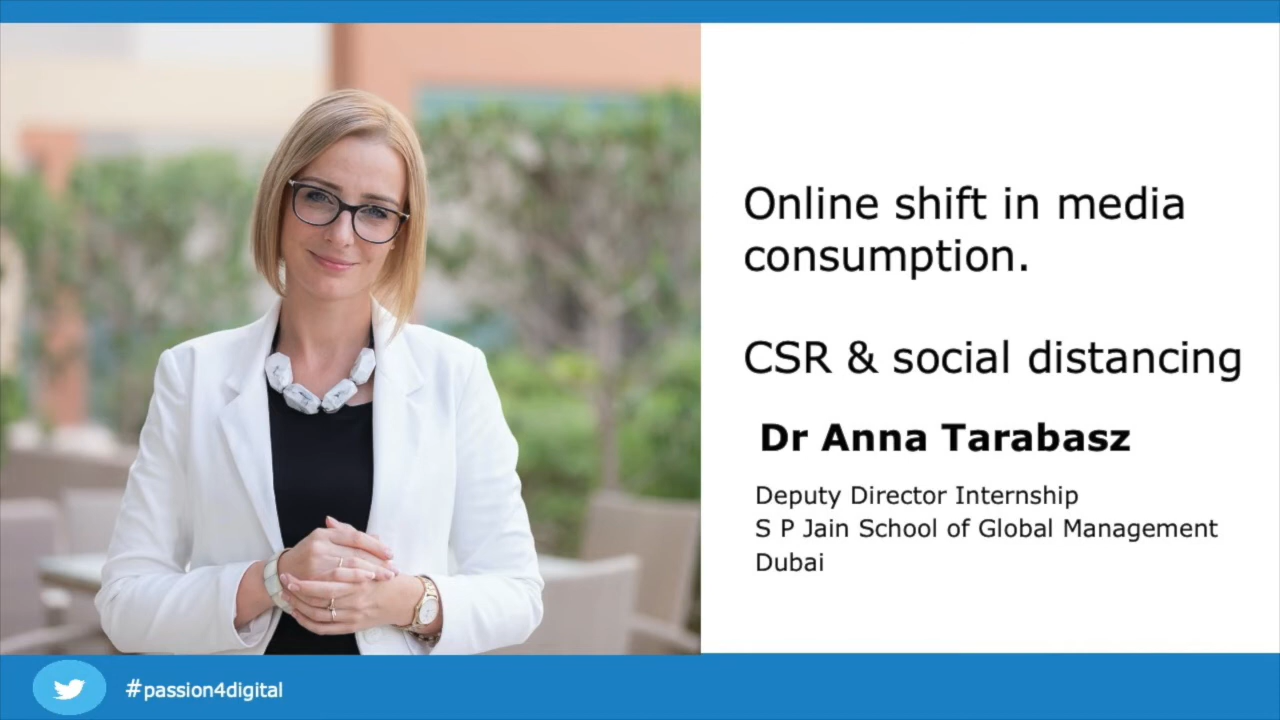 Online shift in media
consumption.
CSR & social distancing
Dr Anna Tarabasz
Deputy Director Internship
S P Jain School of Global Management
Dubai
#passion4digital